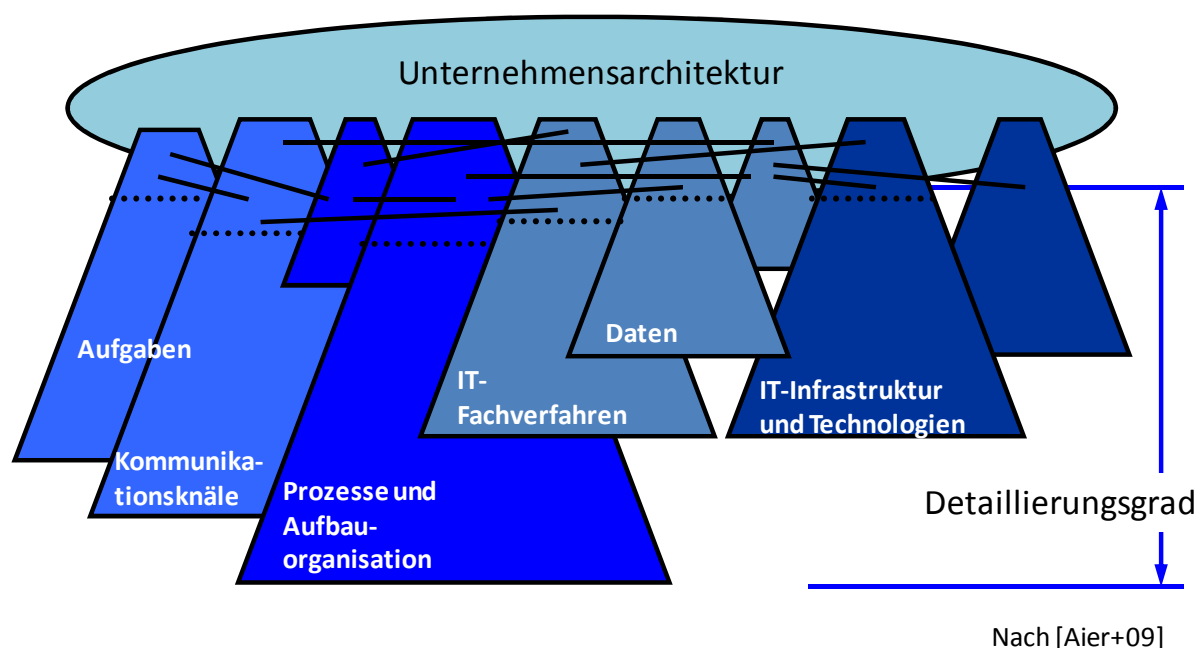 Unternehmensarchitektur
Aufgaben
Kommunika-
tionsknäle
Prozesse und
Aufbau-
organisation
IT-
Fachverfahren
Daten
IT-Infrastruktur
und Technologien
Detaillierungsgrad
Nach [Aier+09]